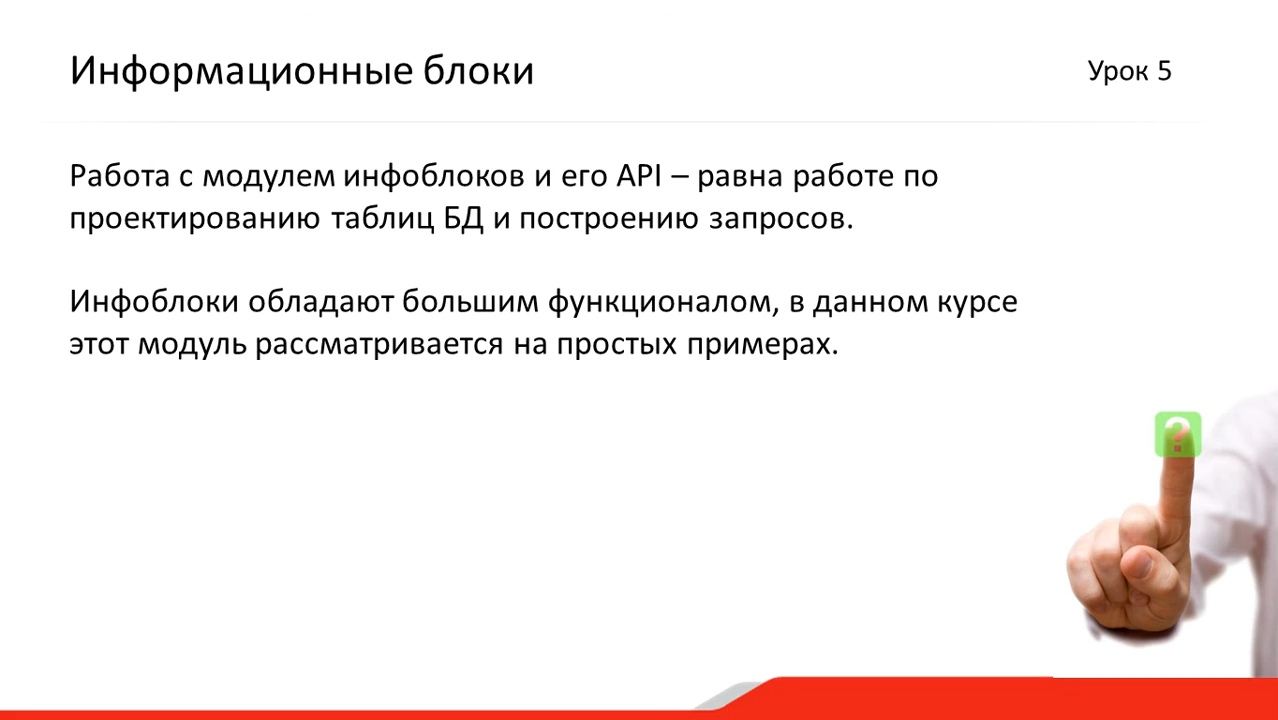 Информационные блоки
Урок 5
Работа с модулем инфоблоков и его API – равна работе по
проектированию таблиц БД и построению запросов.
Инфоблоки обладают большим функционалом, в данном курсе
этот модуль рассматривается на простых примерах.
?